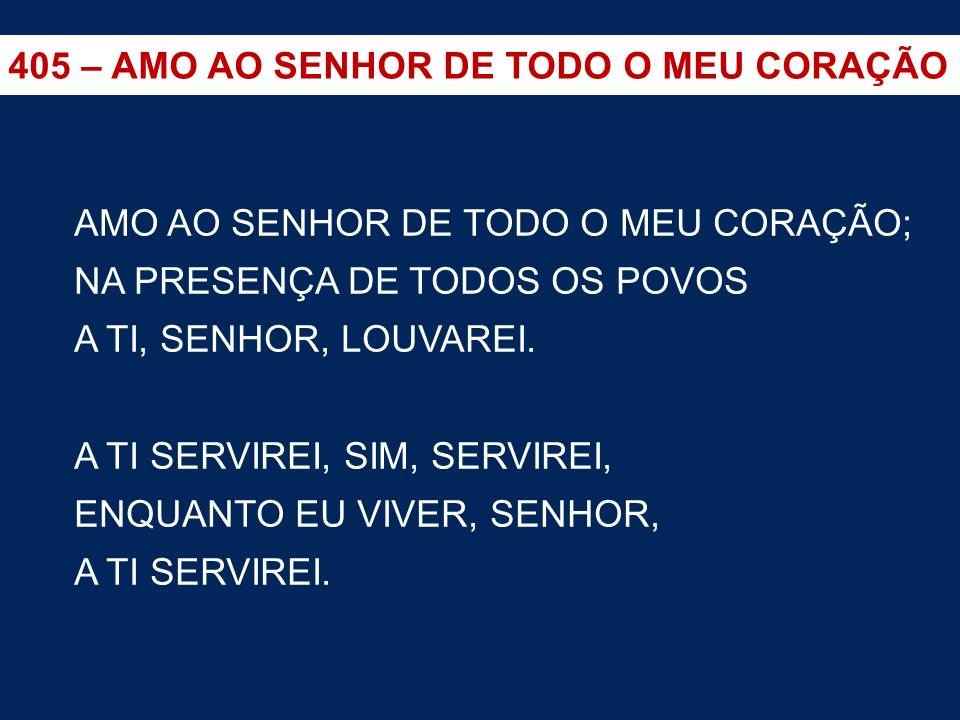 405 – AMO AO SENHOR DE TODO O MEU CORAÇÃO
AMO AO SENHOR DE TODO O MEU CORAÇÃO;
NA PRESENÇA DE TODOS OS POVOS
A TI, SENHOR, LOUVAREI.
A TI SERVIREI, SIM, SERVIREI,
ENQUANTO EU VIVER, SENHOR,
A TI SERVIREI.